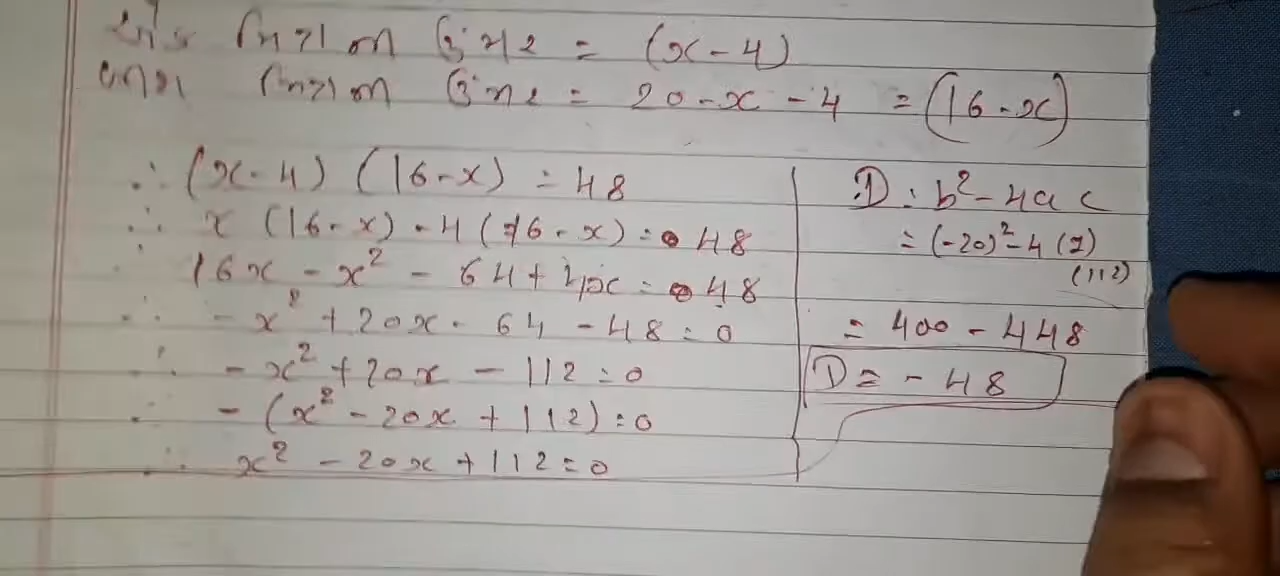 = (x - 4)
= 20 - x - 4 = (16 - x)
∴ (x - 4) (16 - x) = 48
∴ x (16 - x) - 4 (16 - x) = 48
16x - x² - 64 + 4x = 48
∴ - x² + 20x - 64 - 48 = 0
∴ - x² + 20x - 112 = 0
∴ - (x² - 20x + 112) = 0
∴ x² - 20x + 112 = 0
D = b² - 4ac
= (-20)² - 4 (1)
(112)
= 400 - 448
D = - 48